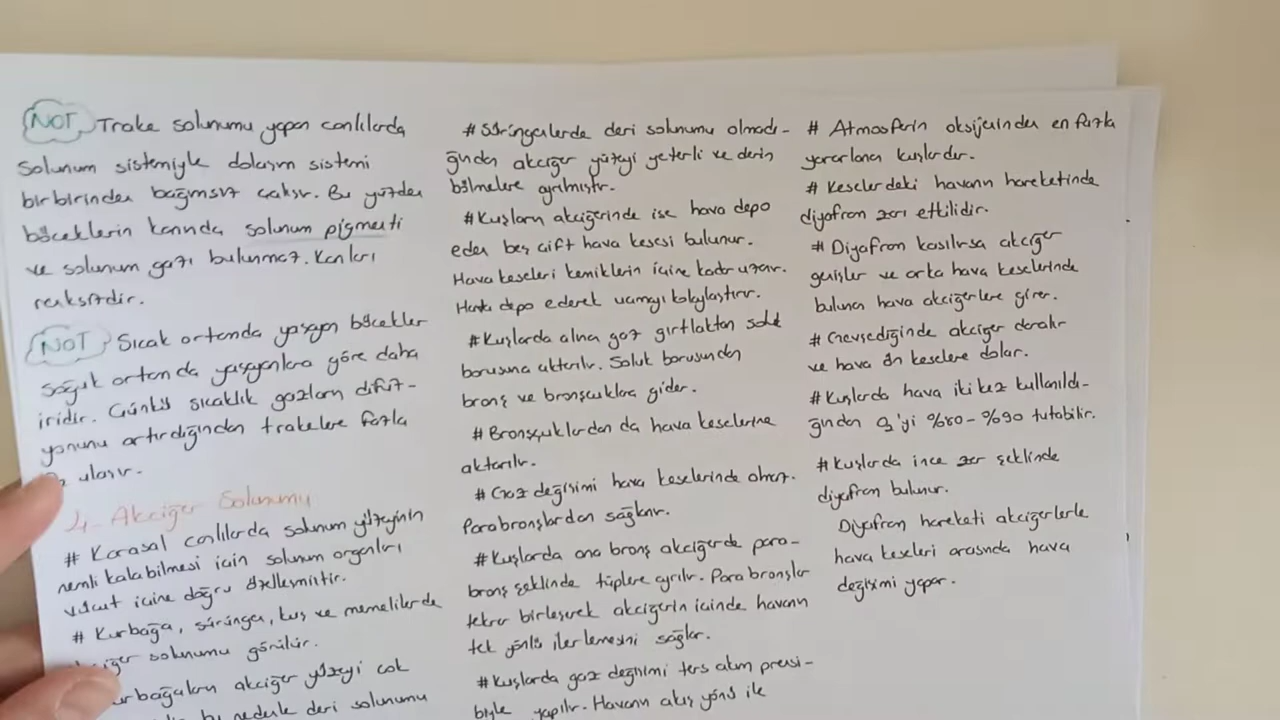 NOT Trake solunumu yapan canlılarda
solunum sistemiyle dolaşım sistemi
birbirinden bağımsız çalışır. Bu yüzden
böceklerin kanında solunum pigmenti
ve solunum gazı bulunmaz. Kanları
renksizdir.
NOT Sıcak ortamda yaşayan böcekler
soğuk ortamda yaşayanlara göre daha
iridir. Çünkü sıcaklık gazların difüz-
yonunu artırdığından trakelere fazla
ulaşır.
4- Akciğer Solunumu
# Karasal canlılarda solunum yüzeyinin
nemli kalabilmesi için solunum organları
vücut içine doğru özelleşmiştir.
# Kurbağa, sürüngen, kuş ve memelilerde
solunumu görülür.
akciğer yüzeyi çok
bu nedenle deri solunumu
# Sürüngenlerde deri solunumu olmadı-
ğından akciğer yüzeyi yeterli ve derin
bölmelere ayrılmıştır.
# Kuşların akciğerinde ise hava depo
eden beş çift hava kesesi bulunur.
Hava keseleri kemiklerin içine kadar uzanır.
Hava depo ederek uçmayı kolaylaştırır.
# Kuşlarda alınan gaz gırtlaktan soluk
borusuna aktarılır. Soluk borusundan
bronş ve bronşcuklara gider.
# Bronşçuklardan da hava keselerine
aktarılır.
# Gaz değişimi hava keselerinde olmaz.
Parabronşlardan sağlanır.
# Kuşlarda ana bronş akciğerde para-
bronş şeklinde tüplere ayrılır. Parabronşlar
tekrar birleşerek akciğerin içinde havanın
tek yönlü ilerlemesini sağlar.
# Kuşlarda gaz değişimi ters akım prensi-
biyle yapılır. Havanın akış yönü ile
# Atmosferin oksijeninden en fazla
yararlanan kuşlardır.
# Keselerdeki havanın hareketinde
diyafram zarı etkilidir.
# Diyafram kasılırsa akciğer
genişler ve arka hava keselerinde
bulunan hava akciğerlere girer.
# Gevşediğinde akciğer daralır
ve hava ön keselere dolar.
# Kuşlarda hava iki kez kullanıldı-
ğından O₂'yi %80-%90 tutabilir.
# Kuşlarda ince zar şeklinde
diyafram bulunur.
Diyafram hareketi akciğerlerle
hava keseleri arasında hava
değişimi yapar.